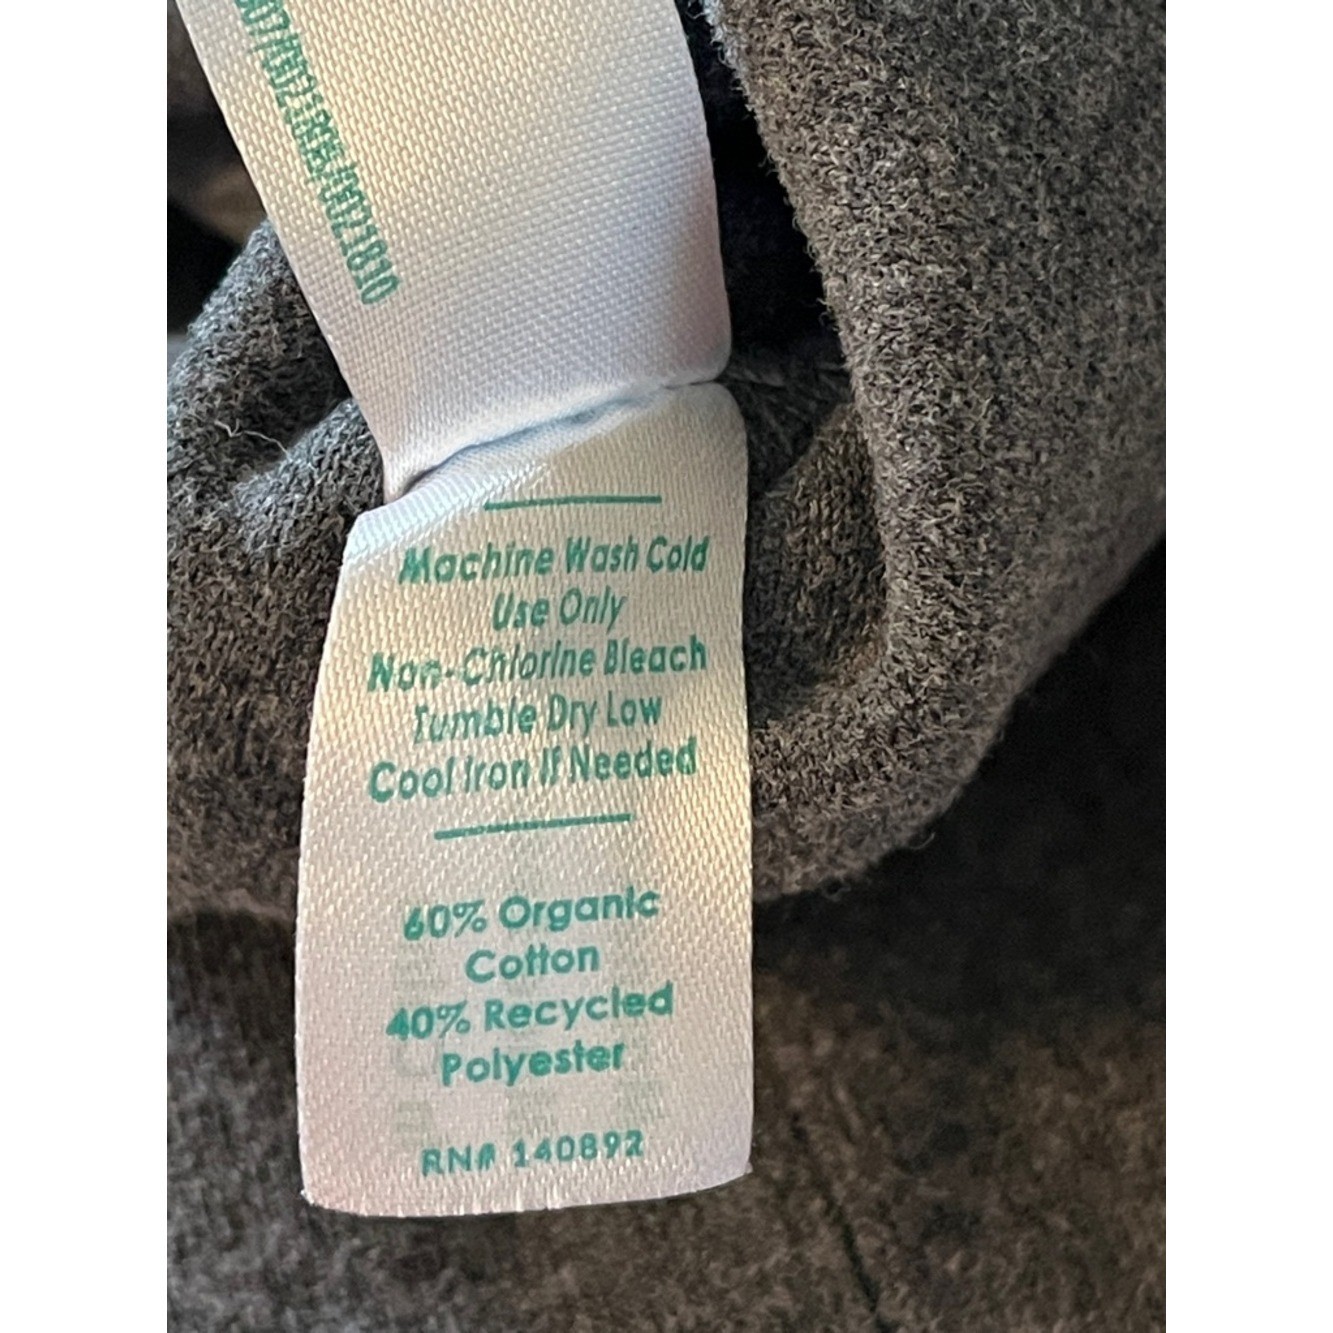 Machine Wash Cold
Use Only
Non-Chlorine Bleach
Tumble Dry Low
Cool Iron If Needed
60% Organic
Cotton
40% Recycled
Polyester
RN# 140892